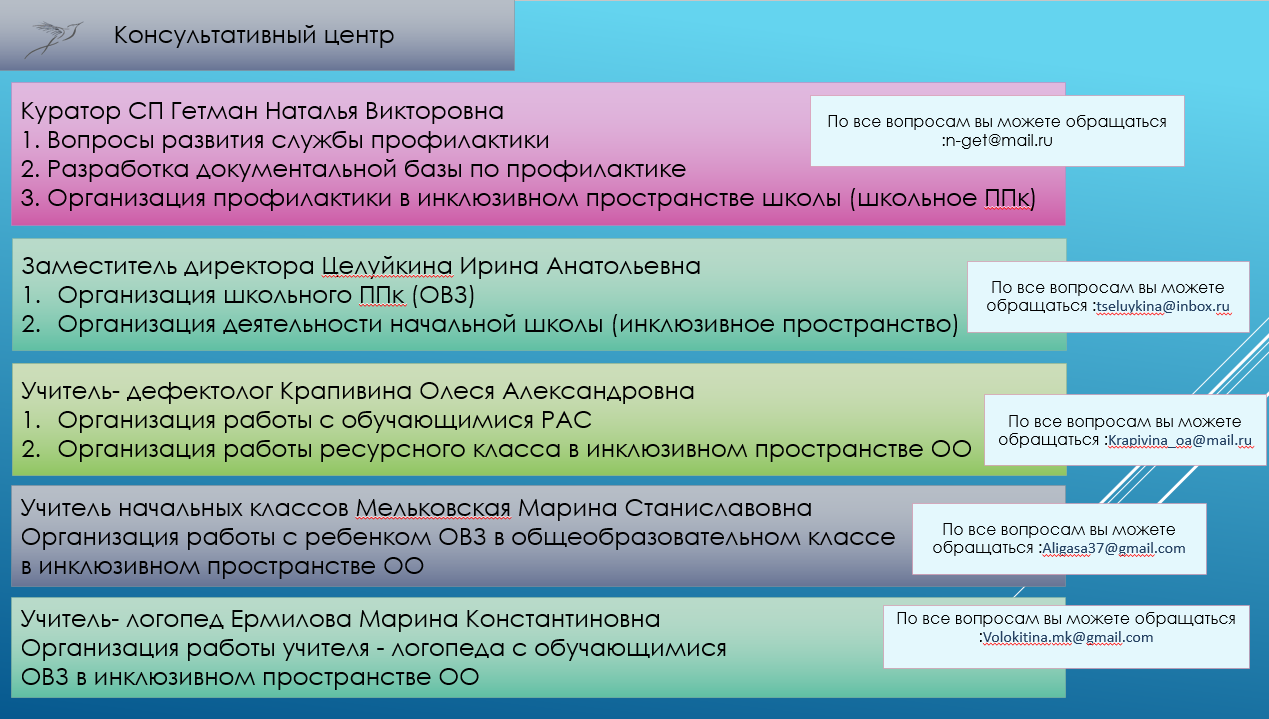 Консультативный центр
Куратор СП Гетман Наталья Викторовна
1. Вопросы развития службы профилактики
2. Разработка документальной базы по профилактике
3. Организация профилактики в инклюзивном пространстве школы (школьное ППк)
По все вопросам вы можете обращаться
:n-get@mail.ru
Заместитель директора Целуйкина Ирина Анатольевна
1. Организация школьного ППк (ОВЗ)
2. Организация деятельности начальной школы (инклюзивное пространство)
По все вопросам вы можете
обращаться :tseluykina@inbox.ru
Учитель- дефектолог Крапивина Олеся Александровна
1. Организация работы с обучающимися РАС
2. Организация работы ресурсного класса в инклюзивном пространстве ОО
По все вопросам вы можете
обращаться :Krapivina_oa@mail.ru
Учитель начальных классов Мельковская Марина Станиславовна
Организация работы с ребенком ОВЗ в общеобразовательном классе
в инклюзивном пространстве ОО
По все вопросам вы можете
обращаться :Aligasa37@gmail.com
Учитель- логопед Ермилова Марина Константиновна
Организация работы учителя - логопеда с обучающимися
ОВЗ в инклюзивном пространстве ОО
По все вопросам вы можете обращаться
:Volokitina.mk@gmail.com